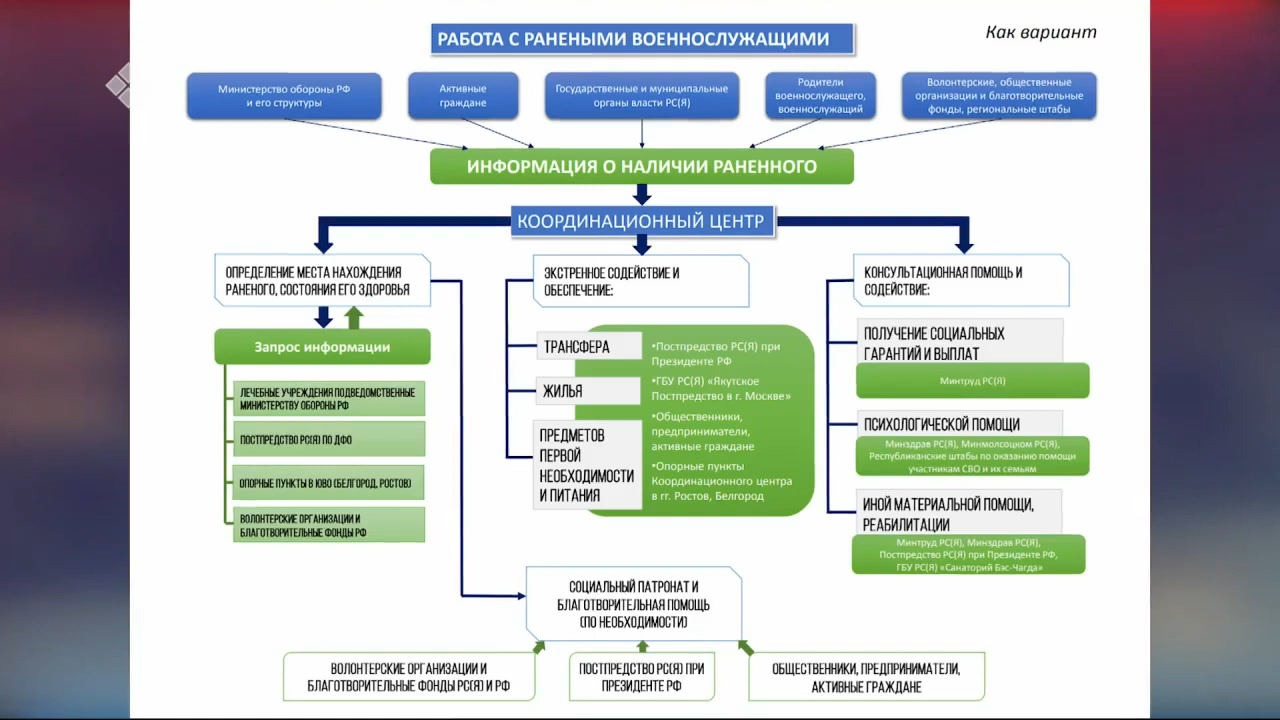 РАБОТА С РАНЕНЫМИ ВОЕННОСЛУЖАЩИМИ
Как вариант
Министерство обороны РФ
и его структуры
Активные
граждане
Государственные и муниципальные
органы власти РС(Я)
Родители
военнослужащего,
военнослужащий
Волонтерские, общественные
организации и благотворительные
фонды, региональные штабы
ИНФОРМАЦИЯ О НАЛИЧИИ РАНЕННОГО
КООРДИНАЦИОННЫЙ ЦЕНТР
ОПРЕДЕЛЕНИЕ МЕСТА НАХОЖДЕНИЯ
РАНЕНОГО, СОСТОЯНИЯ ЕГО ЗДОРОВЬЯ
Запрос информации
ЛЕЧЕБНЫЕ УЧРЕЖДЕНИЯ ПОДВЕДОМСТВЕННЫЕ
МИНИСТЕРСТВУ ОБОРОНЫ РФ
ПОСТПРЕДСТВО РС(Я) ПО ДФО
ОПОРНЫЕ ПУНКТЫ В ЮВО (БЕЛГОРОД, РОСТОВ)
ВОЛОНТЕРСКИЕ ОРГАНИЗАЦИИ И
БЛАГОТВОРИТЕЛЬНЫЕ ФОНДЫ РФ
ЭКСТРЕННОЕ СОДЕЙСТВИЕ И
ОБЕСПЕЧЕНИЕ:
ТРАНСФЕРА
ЖИЛЬЯ
ПРЕДМЕТОВ
ПЕРВОЙ
НЕОБХОДИМОСТИ
И ПИТАНИЯ
•Постпредство РС(Я) при
Президенте РФ
•ГБУ РС(Я) «Якутское
Постпредство в г. Москве»
•Общественники,
предприниматели,
активные граждане
•Опорные пункты
Координационного центра
в гг. Ростов, Белгород
КОНСУЛЬТАЦИОННАЯ ПОМОЩЬ И
СОДЕЙСТВИЕ:
ПОЛУЧЕНИЕ СОЦИАЛЬНЫХ
ГАРАНТИЙ И ВЫПЛАТ
Минтруд РС(Я)
ПСИХОЛОГИЧЕСКОЙ ПОМОЩИ
Минздрав РС(Я), Минмолсоцком РС(Я),
Республиканские штабы по оказанию помощи
участникам СВО и их семьям
ИНОЙ МАТЕРИАЛЬНОЙ ПОМОЩИ,
РЕАБИЛИТАЦИИ
Минтруд РС(Я), Минздрав РС(Я),
Постпредство РС(Я) при Президенте РФ,
ГБУ РС(Я) «Санаторий Бэс-Чагда»
СОЦИАЛЬНЫЙ ПАТРОНАТ И
БЛАГОТВОРИТЕЛЬНАЯ ПОМОЩЬ
(ПО НЕОБХОДИМОСТИ)
ВОЛОНТЕРСКИЕ ОРГАНИЗАЦИИ И
БЛАГОТВОРИТЕЛЬНЫЕ ФОНДЫ РС(Я) И РФ
ПОСТПРЕДСТВО РС(Я) ПРИ
ПРЕЗИДЕНТЕ РФ
ОБЩЕСТВЕННИКИ, ПРЕДПРИНИМАТЕЛИ,
АКТИВНЫЕ ГРАЖДАНЕ